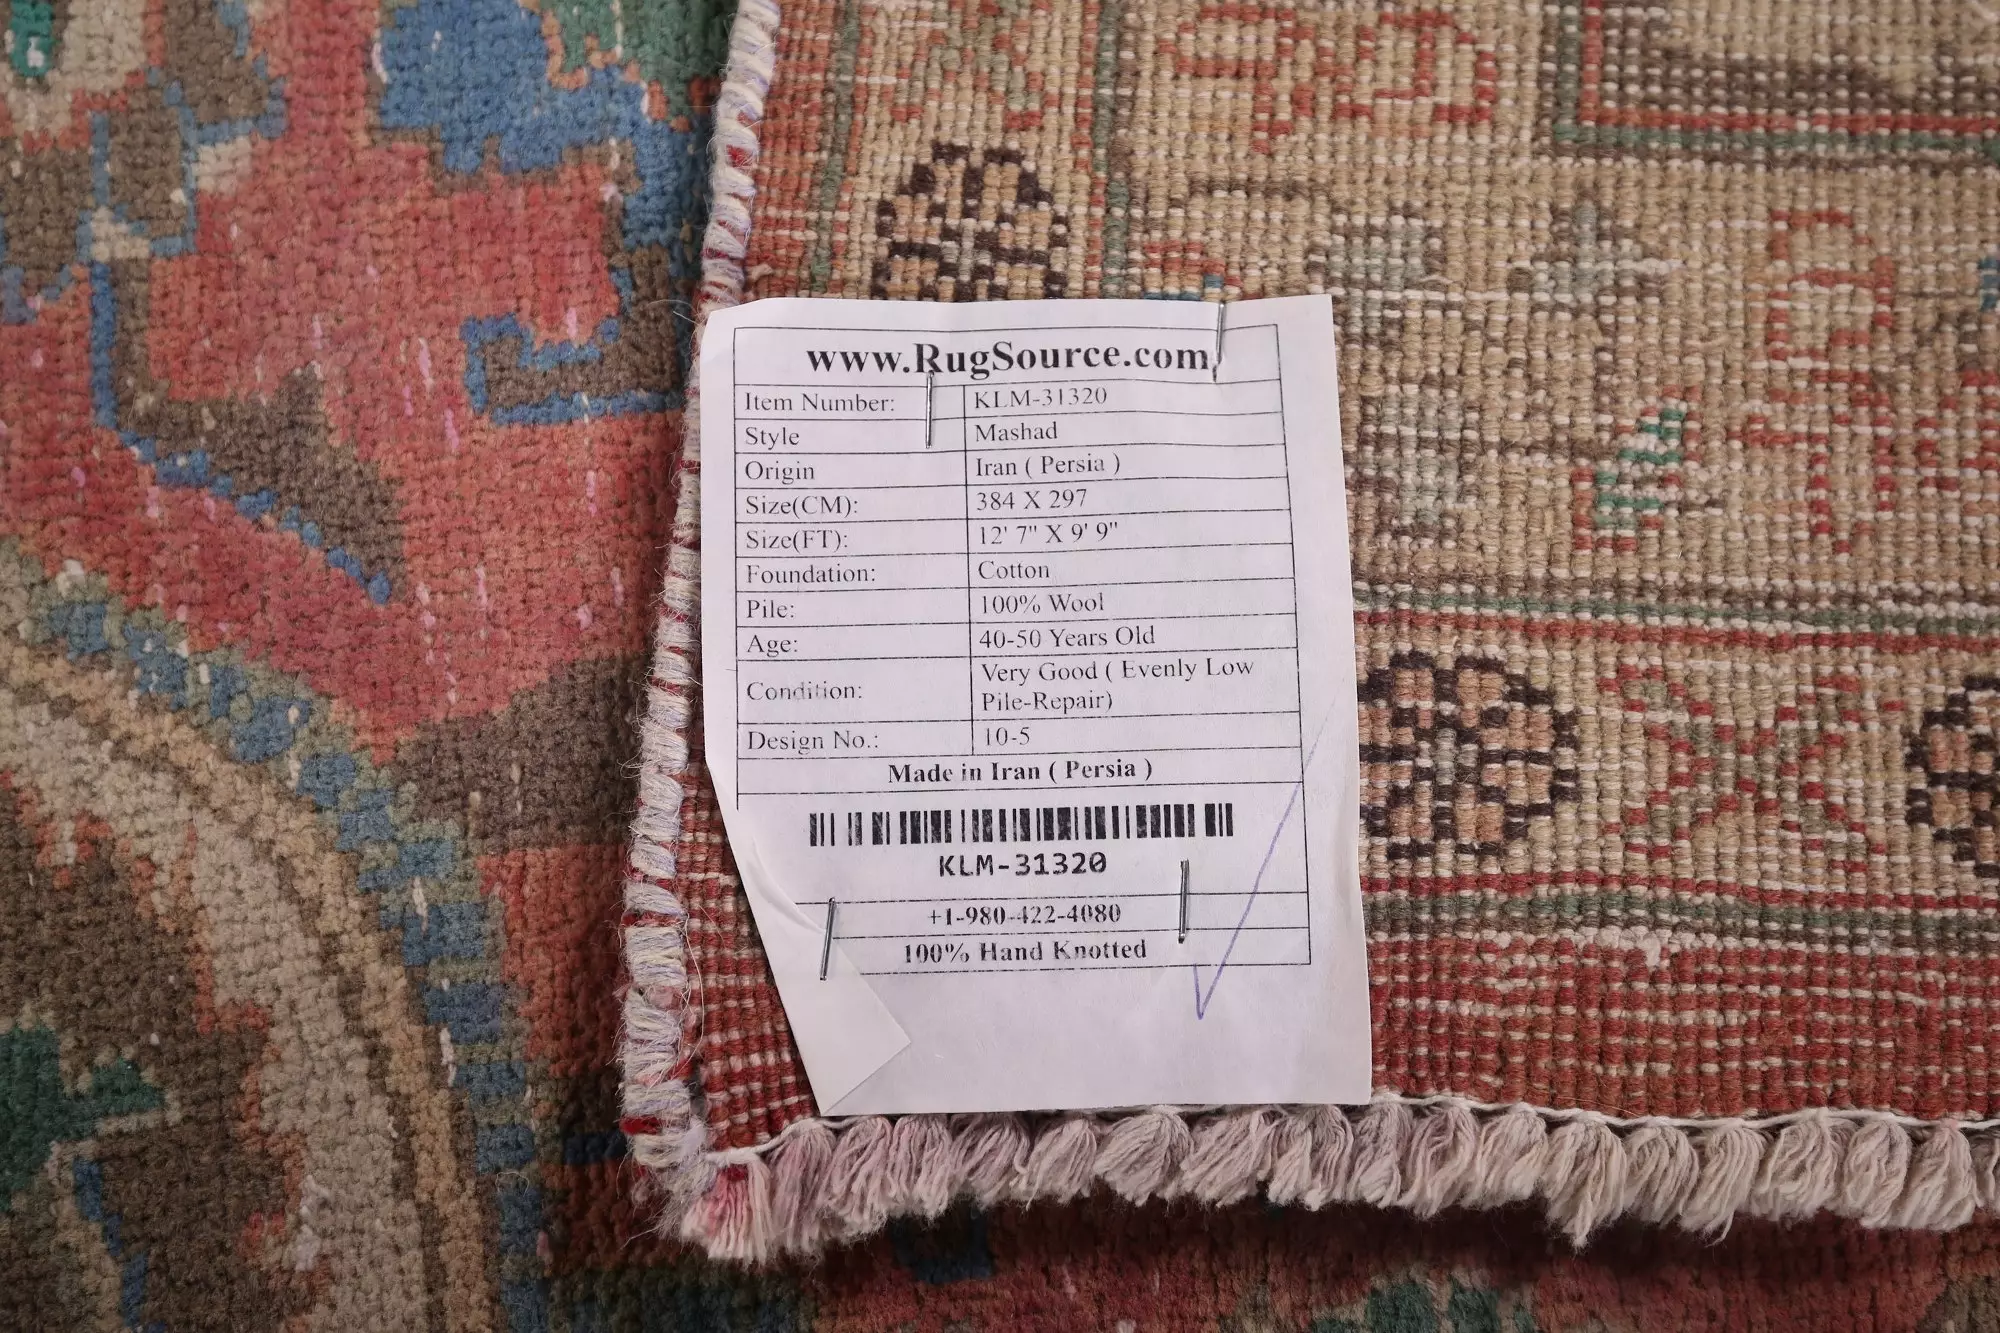 www.RugSource.com
Item Number: KLM-31320
Style Mashad
Origin Iran ( Persia )
Size(CM): 384 X 297
Size(FT): 12' 7" X 9' 9"
Foundation: Cotton
Pile: 100% Wool
Age: 40-50 Years Old
Condition: Very Good ( Evenly Low
Pile-Repair)
Design No.: 10-5
Made in Iran ( Persia )
KLM-31320
+1-980-422-4080
100% Hand Knotted